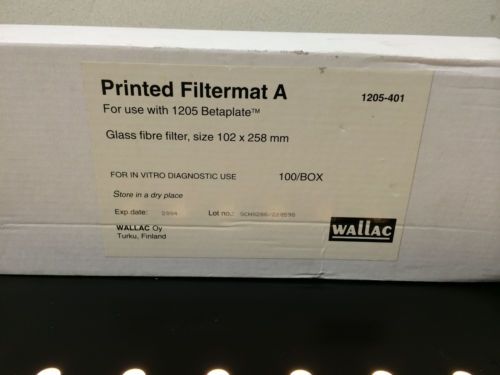 Printed Filtermat A 1205-401
For use with 1205 Betaplate™
Glass fibre filter, size 102 x 258 mm
FOR IN VITRO DIAGNOSTIC USE 100/BOX
Store in a dry place
Exp date: Lot no.:
WALLAC Oy
Turku, Finland
WALLAC